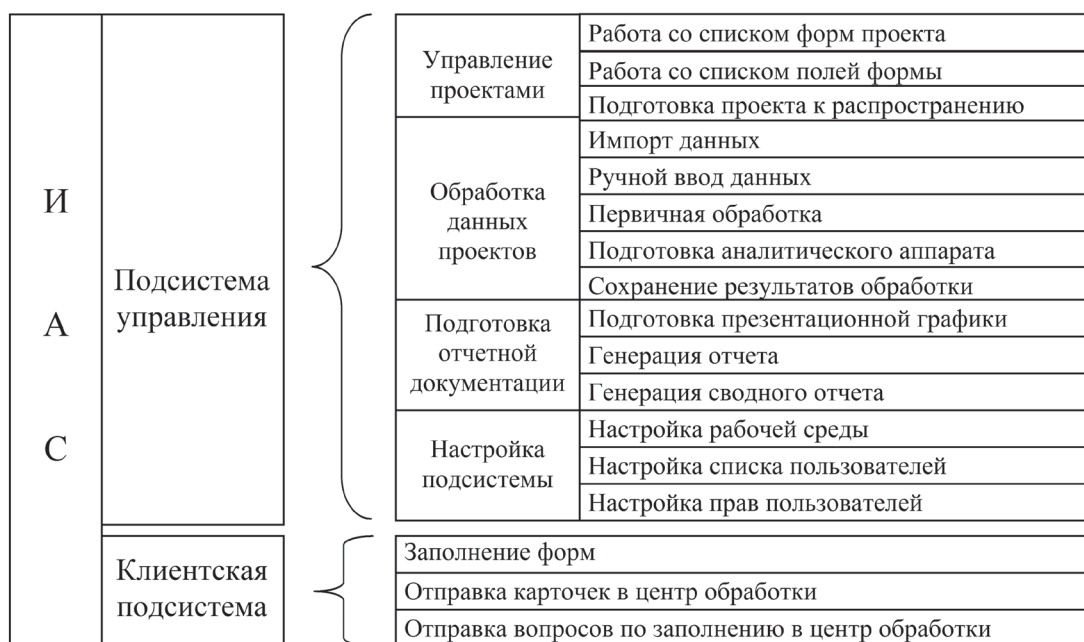 И
А
С
Подсистема
управления
Управление
проектами
Работа со списком форм проекта
Работа со списком полей формы
Подготовка проекта к распространению
Обработка
данных
проектов
Импорт данных
Ручной ввод данных
Первичная обработка
Подготовка аналитического аппарата
Сохранение результатов обработки
Подготовка
отчетной
документации
Подготовка презентационной графики
Генерация отчета
Генерация сводного отчета
Настройка
подсистемы
Настройка рабочей среды
Настройка списка пользователей
Настройка прав пользователей
Клиентская
подсистема
Заполнение форм
Отправка карточек в центр обработки
Отправка вопросов по заполнению в центр обработки